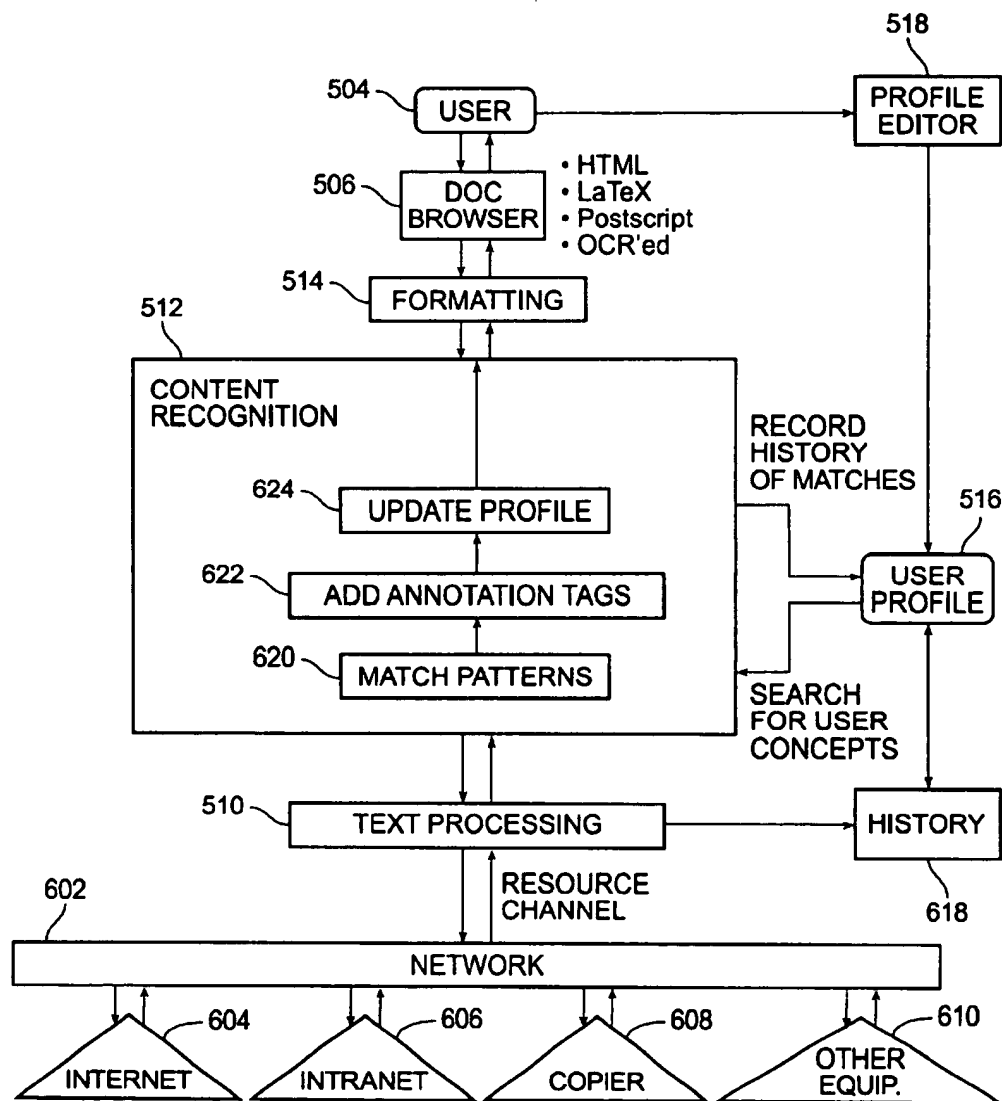 518
504
USER
PROFILE
EDITOR
506
DOC
BROWSER
• HTML
• LaTeX
• Postscript
• OCR'ed
514
FORMATTING
512
CONTENT
RECOGNITION
RECORD
HISTORY
OF MATCHES
624
UPDATE PROFILE
516
622
ADD ANNOTATION TAGS
USER
PROFILE
620
MATCH PATTERNS
SEARCH
FOR USER
CONCEPTS
510
TEXT PROCESSING
HISTORY
618
RESOURCE
CHANNEL
602
NETWORK
604
606
608
610
INTERNET
INTRANET
COPIER
OTHER
EQUIP.